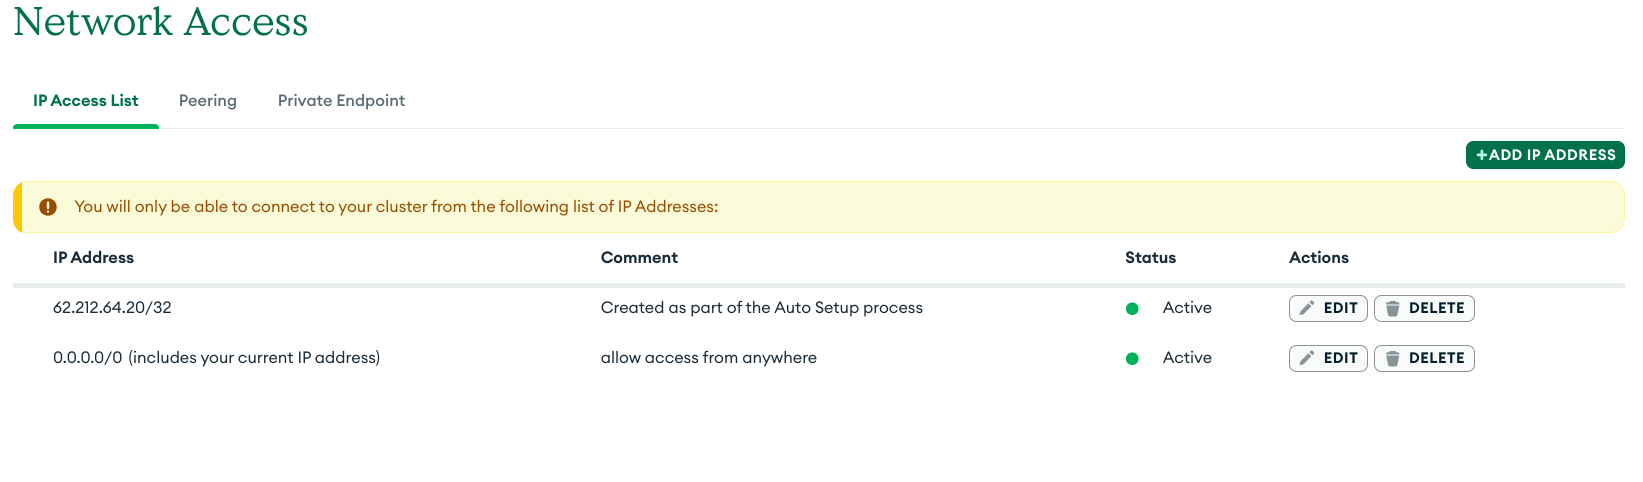 Network Access
IP Access List Peering Private Endpoint
+ADD IP ADDRESS
You will only be able to connect to your cluster from the following list of IP Addresses:
IP Address Comment Status Actions
62.212.64.20/32 Created as part of the Auto Setup process Active EDIT DELETE
0.0.0.0/0 (includes your current IP address) allow access from anywhere Active EDIT DELETE